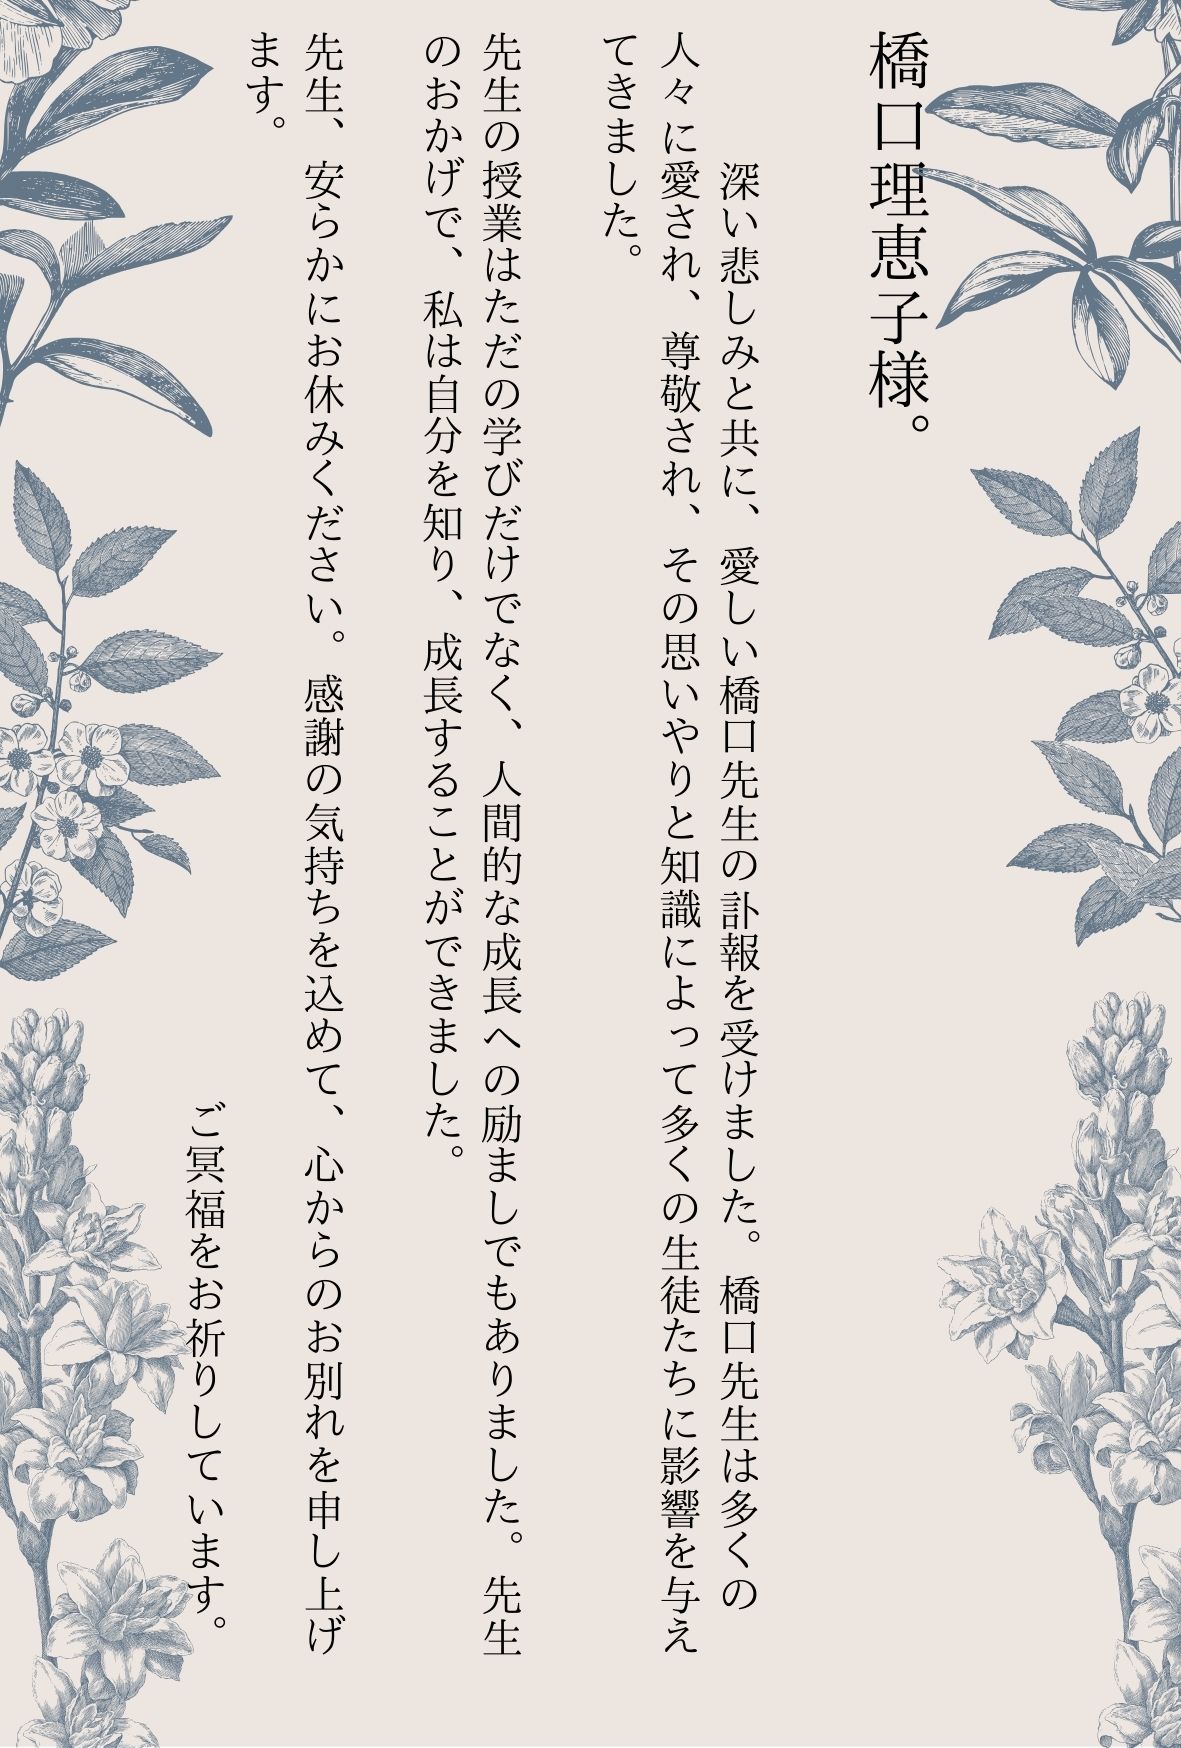 橋口理恵子様。
深い悲しみと共に、愛しい橋口先生の訃報を受けました。橋口先生は多くの
人々に愛され、尊敬され、その思いやりと知識によって多くの生徒たちに影響を与え
てきました。
先生の授業はただの学びだけでなく、人間的な成長への励ましでもありました。先生
のおかげで、私は自分を知り、成長することができました。
先生、安らかにお休みください。感謝の気持ちを込めて、心からのお別れを申し上げ
ます。
ご冥福をお祈りしています。